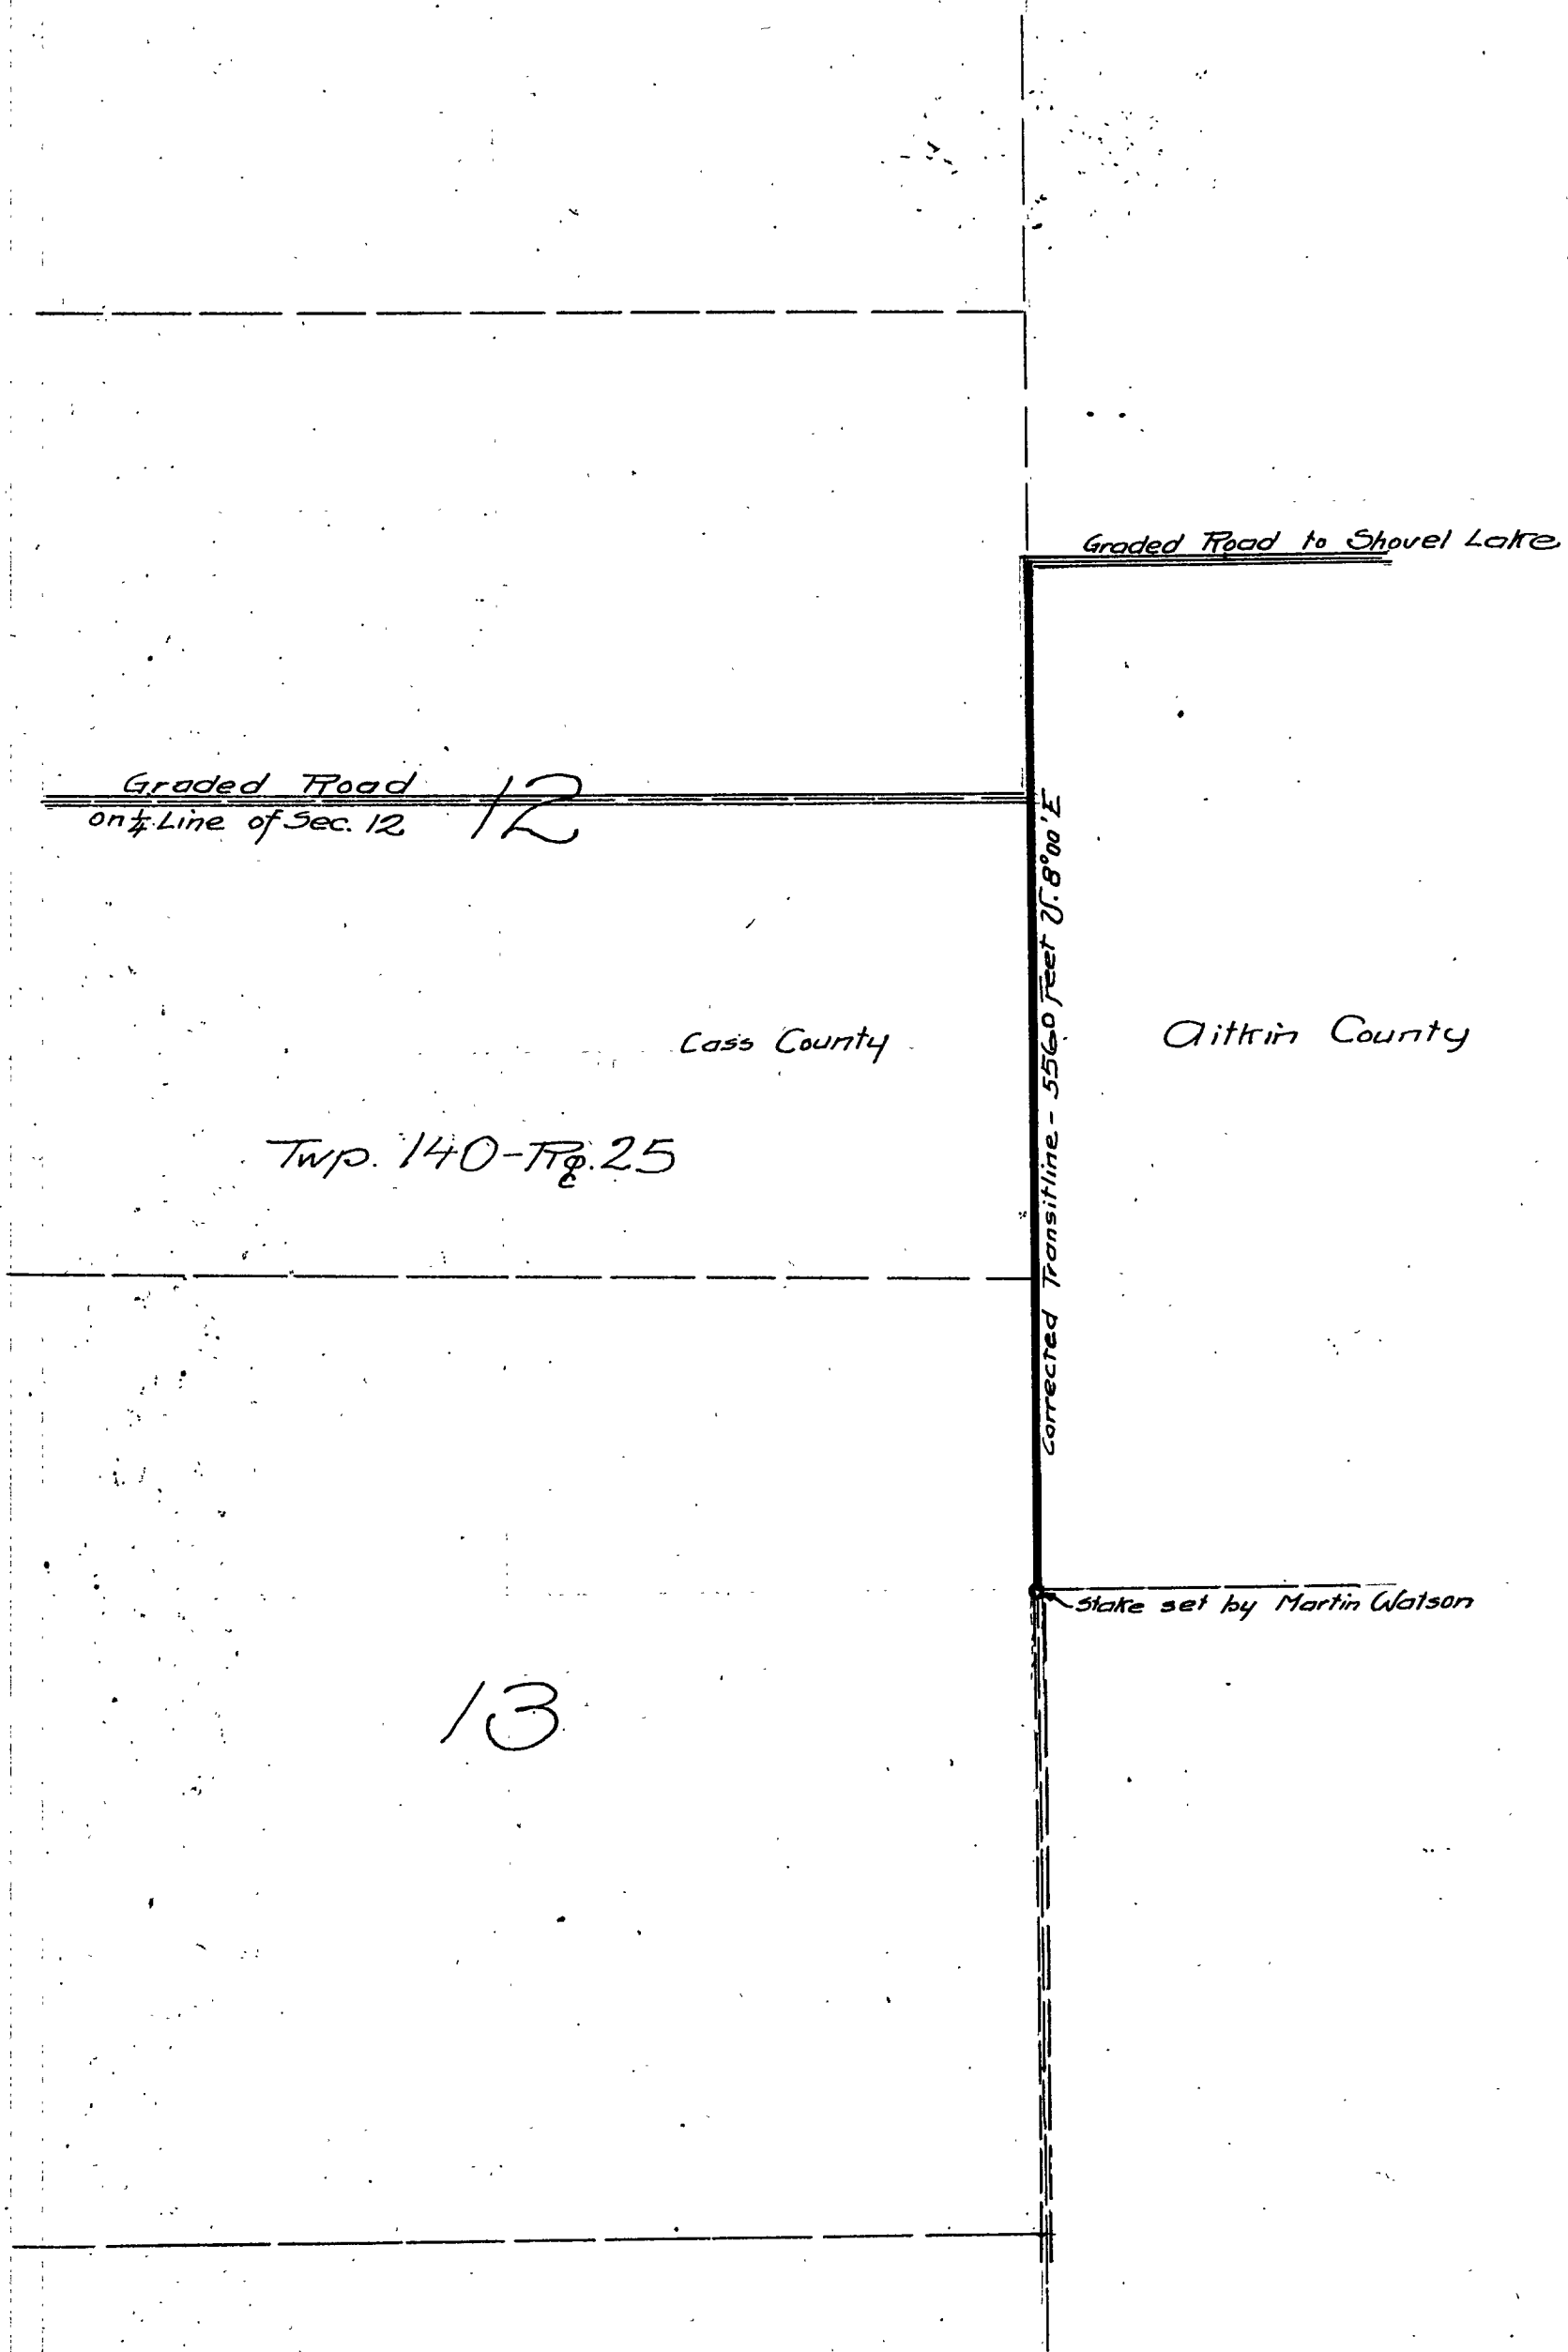 Graded Road to Shovel Lake
Graded Road
on ¼ Line of Sec. 12
12
Corrected Transitline - 5560 Feet V. 8°00' E
Cass County
Aitkin County
Twp. 140 - Rg. 25
Stake set by Martin Watson
13